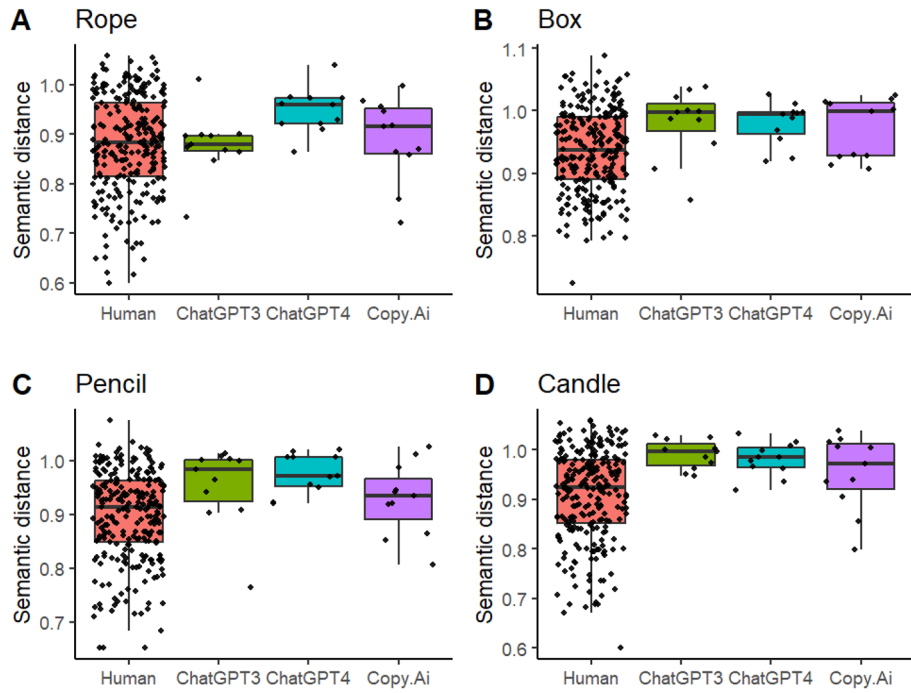 A Rope
Semantic distance
1.0
0.9
0.8
0.7
0.6
Human ChatGPT3 ChatGPT4 Copy.Ai
B Box
Semantic distance
1.1
1.0
0.9
0.8
Human ChatGPT3 ChatGPT4 Copy.Ai
C Pencil
Semantic distance
1.0
0.9
0.8
0.7
Human ChatGPT3 ChatGPT4 Copy.Ai
D Candle
Semantic distance
1.0
0.9
0.8
0.7
0.6
Human ChatGPT3 ChatGPT4 Copy.Ai